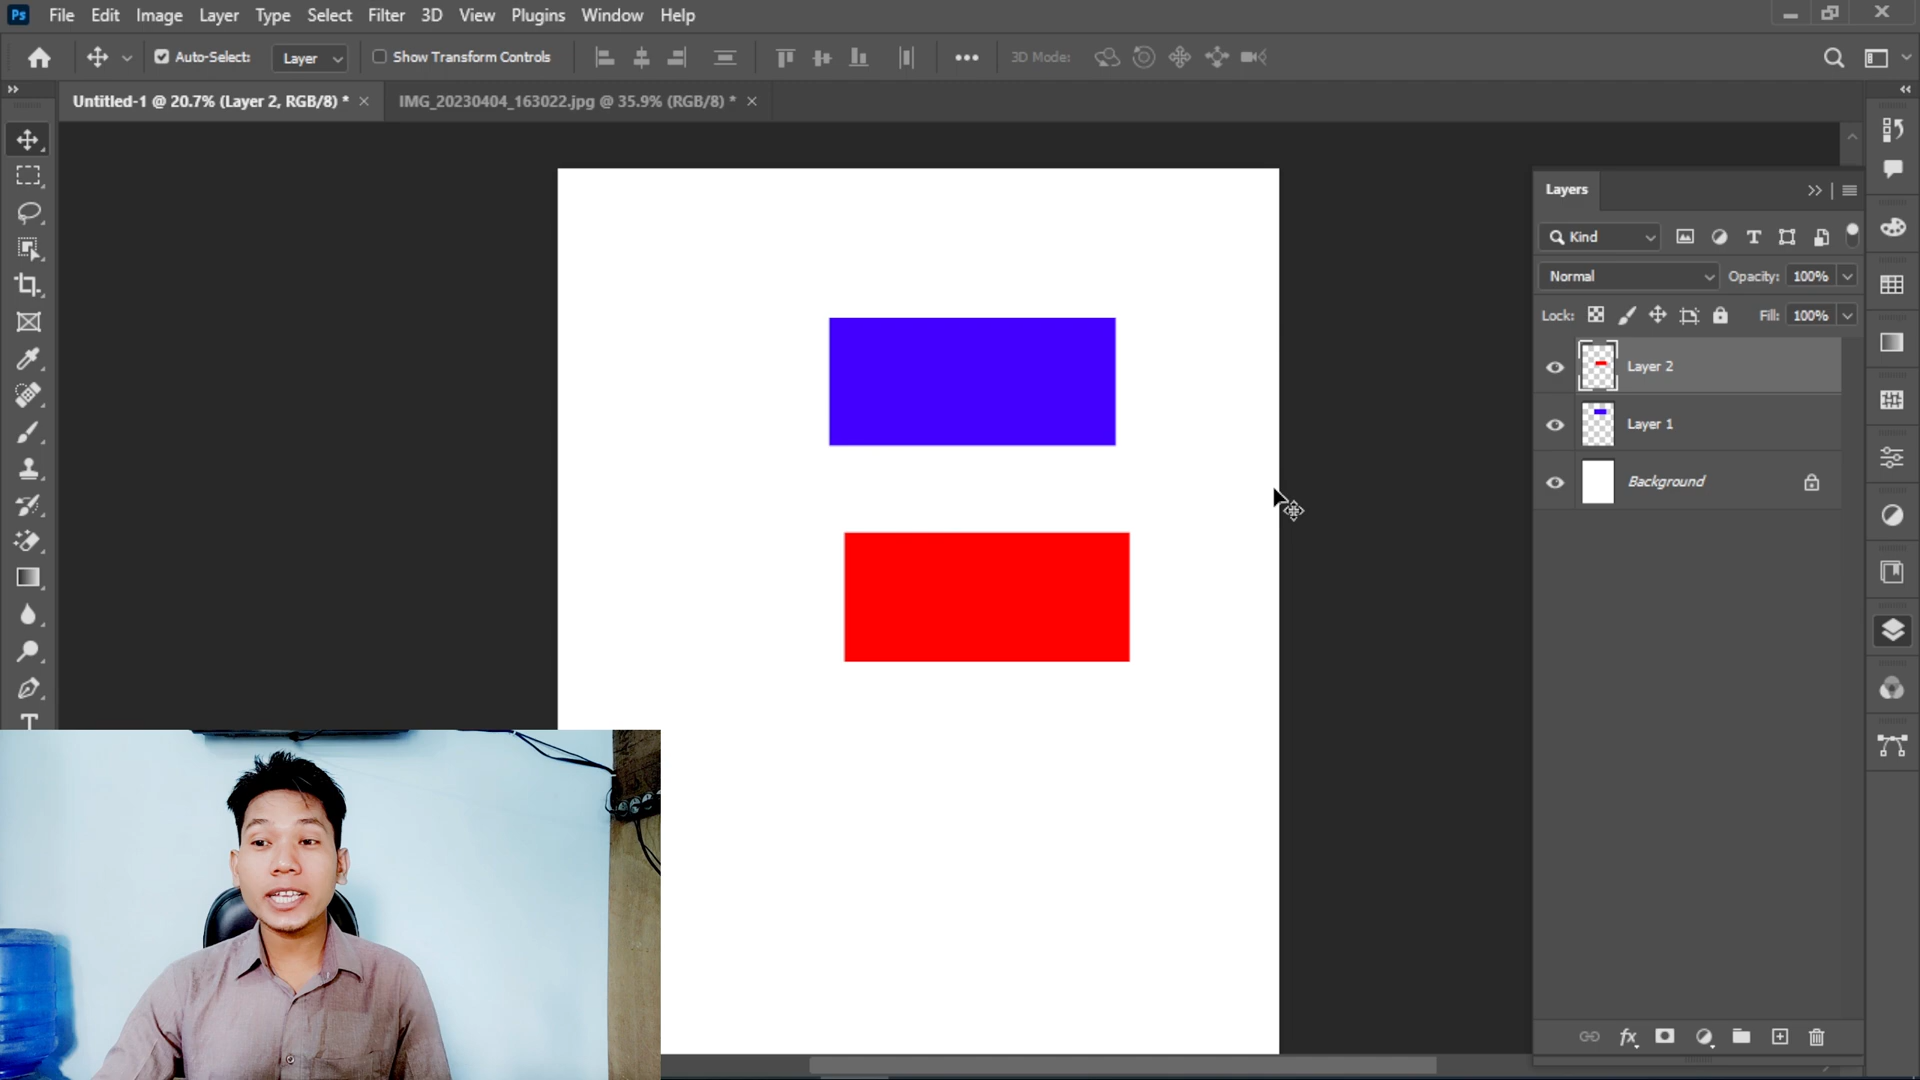 Ps File Edit Image Layer Type Select Filter 3D View Plugins Window Help
Auto-Select: Layer Show Transform Controls 3D Mode:
Untitled-1 @ 20.7% (Layer 2, RGB/8) * IMG_20230404_163022.jpg @ 35.9% (RGB/8) *
Layers
Kind
Normal Opacity: 100%
Lock: Fill: 100%
Layer 2
Layer 1
Background
fx